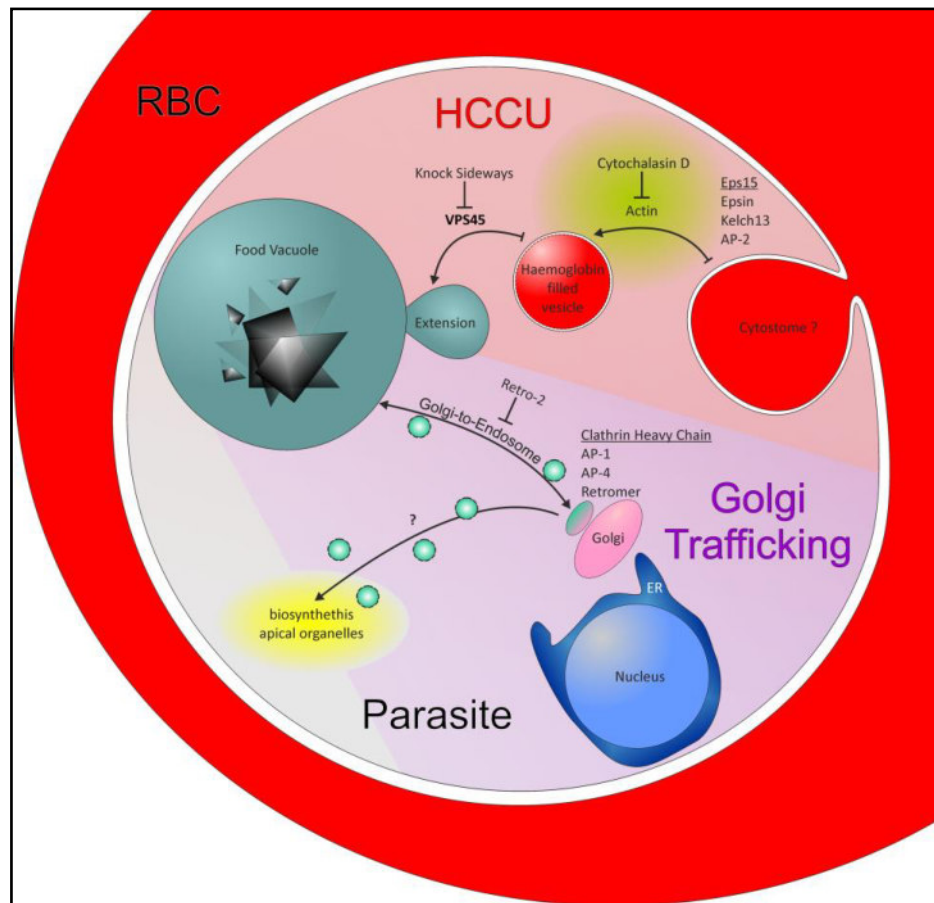 RBC
HCCU
Knock Sideways
VPS45
Cytochalasin D
Actin
Eps15
Epsin
Kelch13
AP-2
Food Vacuole
Extension
Haemoglobin
filled
vesicle
Cytostome ?
Retro-2
Golgi-to-Endosome
Clathrin Heavy Chain
AP-1
AP-4
Retromer
Golgi
Golgi
Trafficking
?
biosynthethis
apical organelles
ER
Nucleus
Parasite